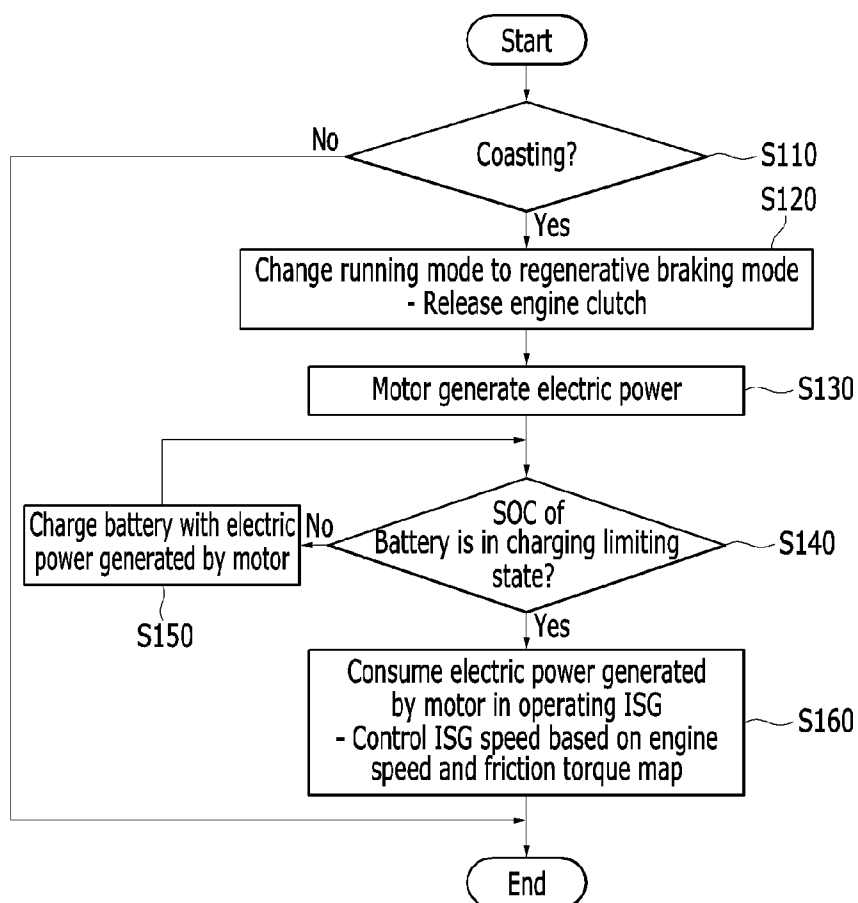 Start
No
Coasting?
S110
S120
Yes
Change running mode to regenerative braking mode
- Release engine clutch
Motor generate electric power
S130
Charge battery with electric
power generated by motor
No
SOC of
Battery is in charging limiting
state?
S140
S150
Yes
Consume electric power generated
by motor in operating ISG
- Control ISG speed based on engine
speed and friction torque map
S160
End